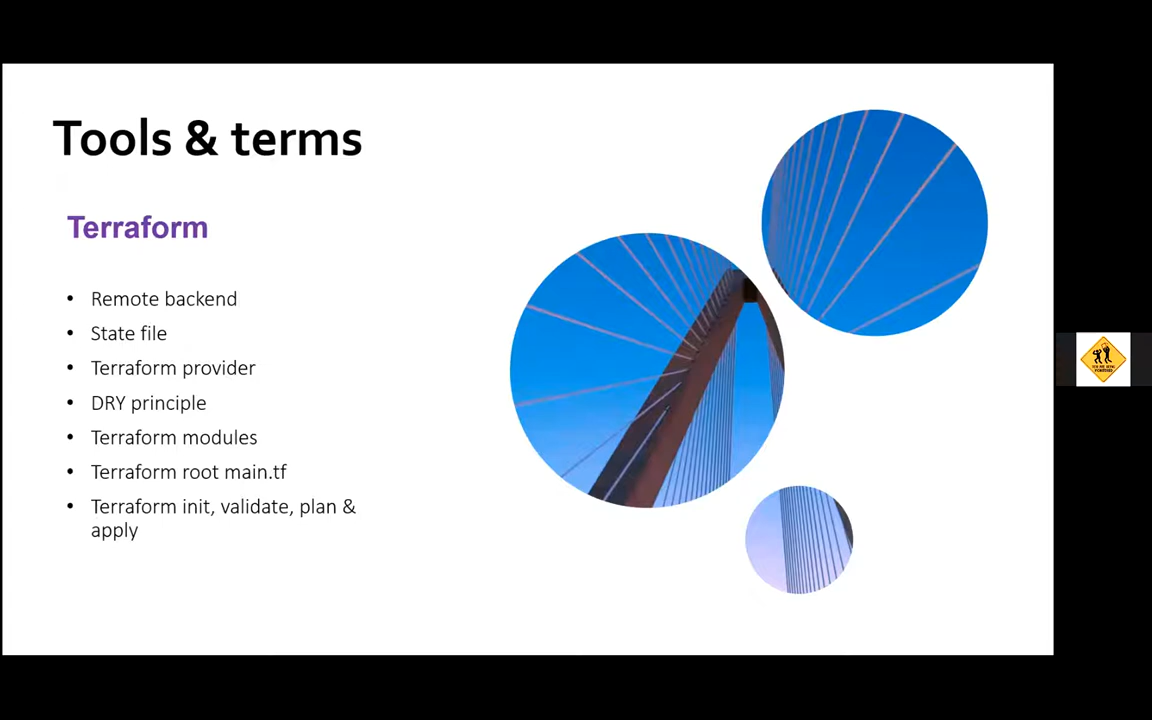 Tools & terms
Terraform
• Remote backend
• State file
• Terraform provider
• DRY principle
• Terraform modules
• Terraform root main.tf
• Terraform init, validate, plan &
apply